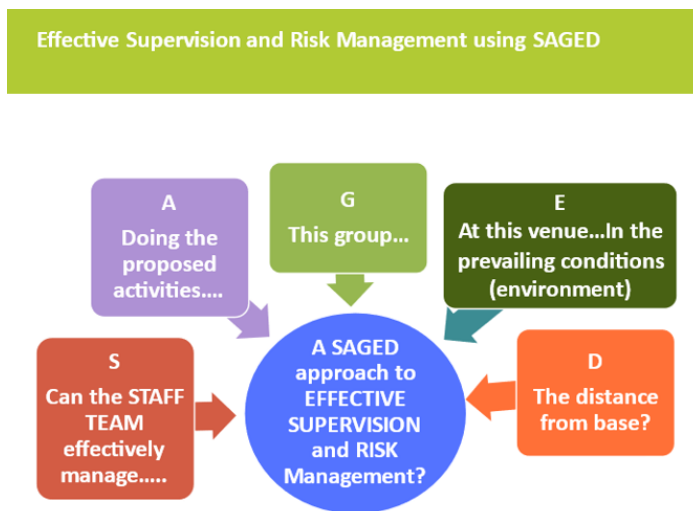 Effective Supervision and Risk Management using SAGED
S
Can the STAFF
TEAM
effectively
manage.....
A
Doing the
proposed
activities....
G
This group...
E
At this venue...In the
prevailing conditions
(environment)
D
The distance
from base?
A SAGED
approach to
EFFECTIVE
SUPERVISION
and RISK
Management?